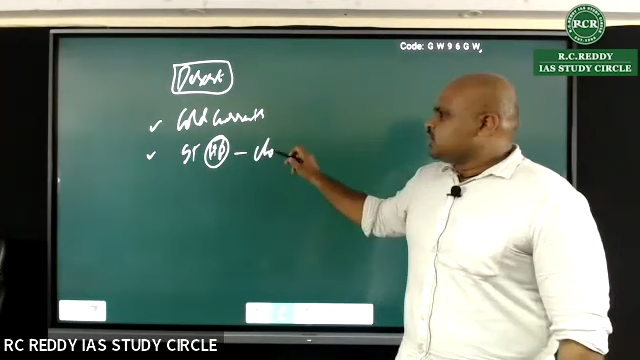 Code: G W 9 6 G W
RCR
R.C.REDDY
IAS STUDY CIRCLE
Desert
✓ Cold Currents
✓ ST HP –
RC REDDY IAS STUDY CIRCLE